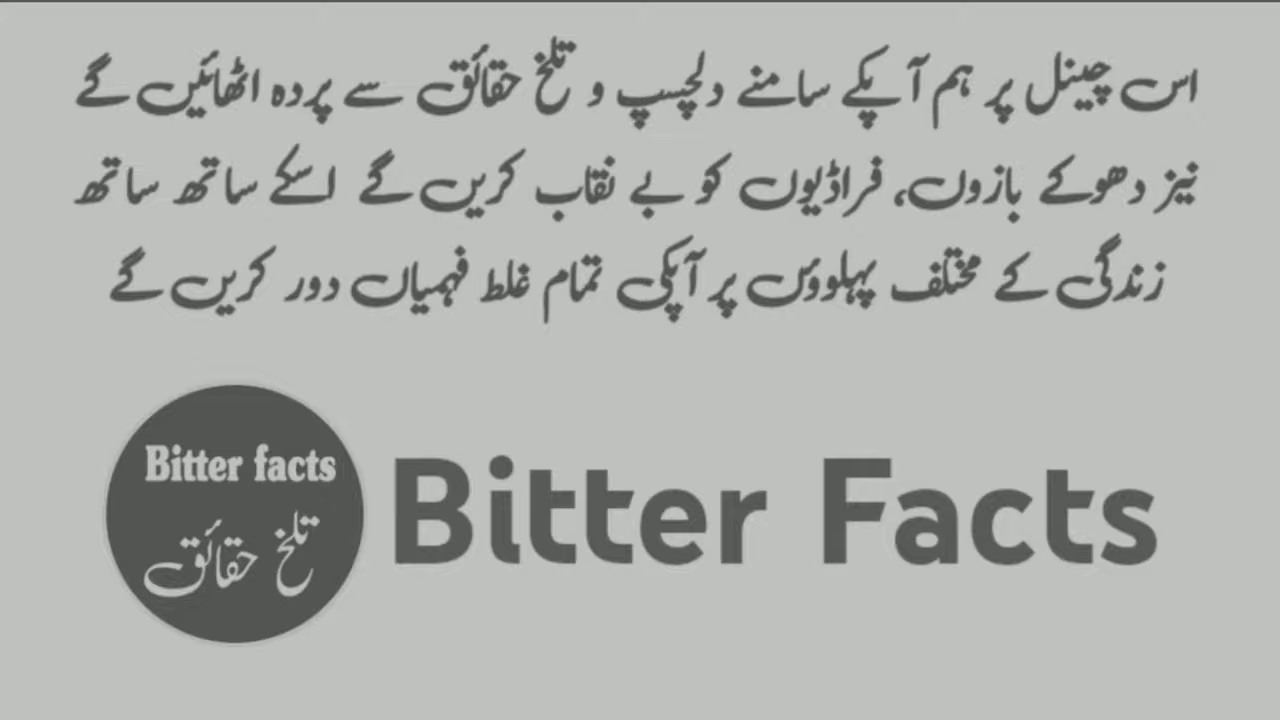 اس چینل پر ہم آپکے سامنے دلچسپ و تلخ حقائق سے پردہ اٹھائیں گے
نیز دھوکے بازوں، فراڈیوں کو بے نقاب کریں گے اسکے ساتھ ساتھ
زندگی کے مختلف پہلووں پر آپکی تمام غلط فہمیاں دور کریں گے
Bitter facts
تلخ حقائق
Bitter Facts